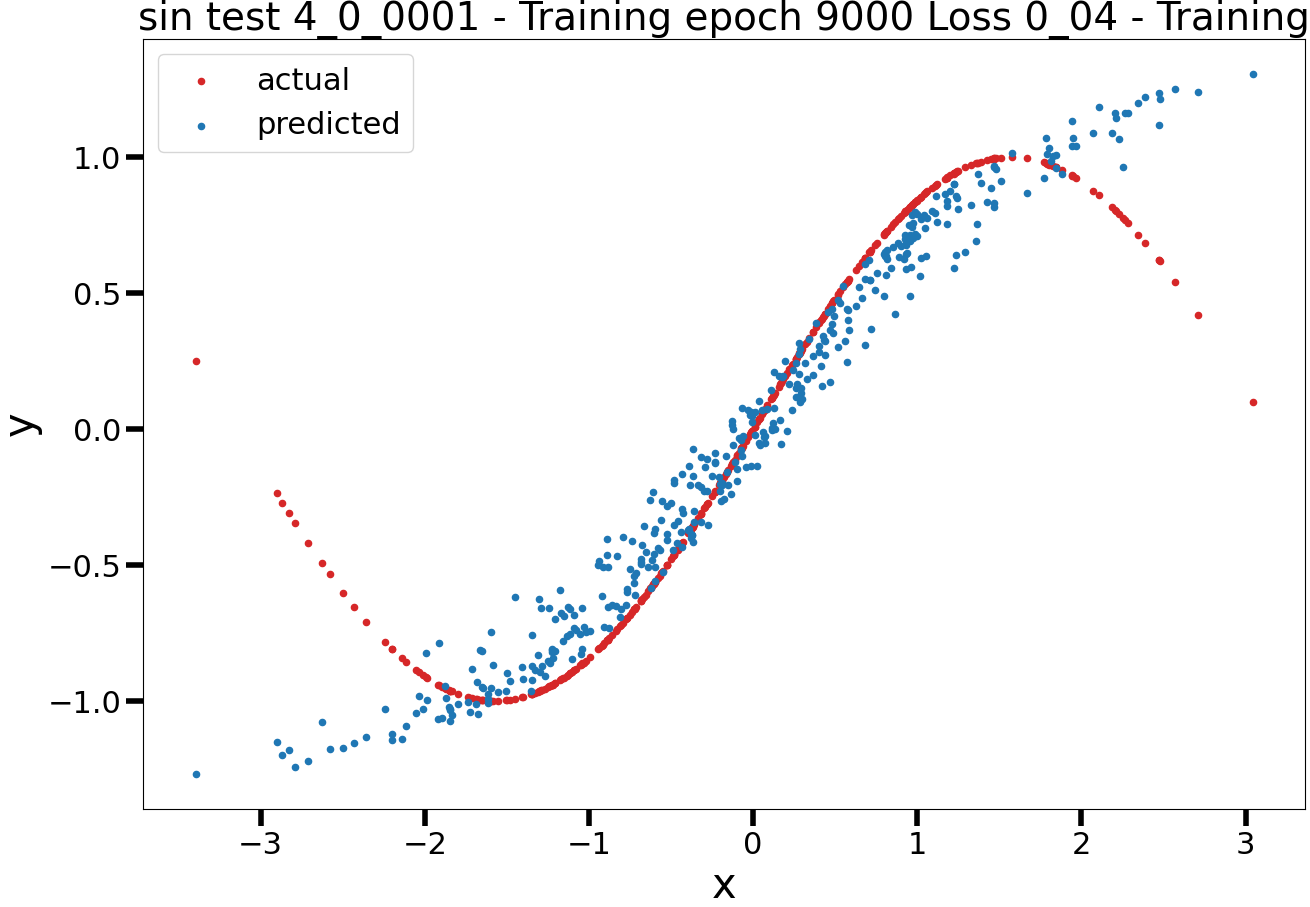 sin test 4_0_0001 - Training epoch 9000 Loss 0_04 - Training
actual
predicted
1.0
0.5
0.0
−0.5
−1.0
y
−3
−2
−1
0
1
2
3
x